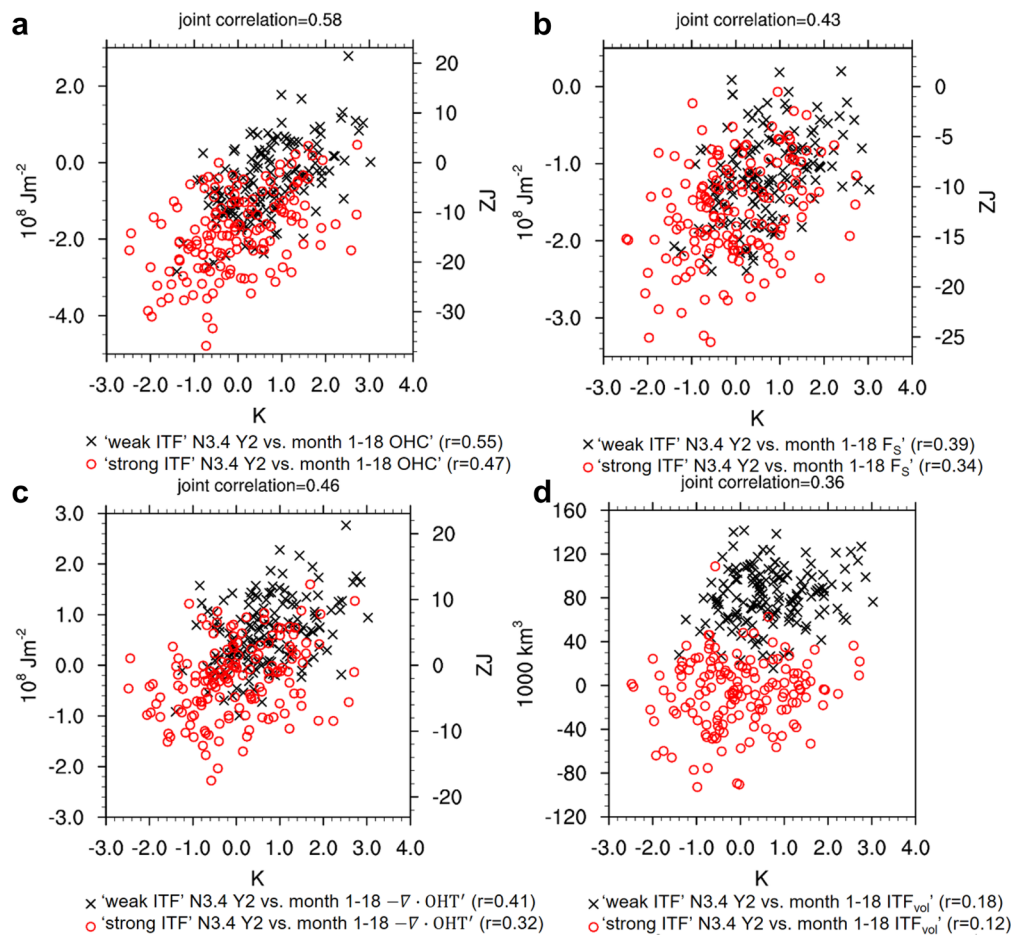 a
joint correlation=0.58
2.0
0.0
-2.0
-4.0
10⁸ Jm⁻²
20
10
0
-10
-20
-30
ZJ
-3.0 -2.0 -1.0 0.0 1.0 2.0 3.0 4.0
K
× 'weak ITF' N3.4 Y2 vs. month 1-18 OHC' (r=0.55)
○ 'strong ITF' N3.4 Y2 vs. month 1-18 OHC' (r=0.47)
b
joint correlation=0.43
0.0
-1.0
-2.0
-3.0
10⁸ Jm⁻²
0
-5
-10
-15
-20
-25
ZJ
-3.0 -2.0 -1.0 0.0 1.0 2.0 3.0 4.0
K
× 'weak ITF' N3.4 Y2 vs. month 1-18 F_S' (r=0.39)
○ 'strong ITF' N3.4 Y2 vs. month 1-18 F_S' (r=0.34)
c
joint correlation=0.46
3.0
2.0
1.0
0.0
-1.0
-2.0
-3.0
10⁸ Jm⁻²
20
10
0
-10
-20
ZJ
-3.0 -2.0 -1.0 0.0 1.0 2.0 3.0 4.0
K
× 'weak ITF' N3.4 Y2 vs. month 1-18 −∇ · OHT′ (r=0.41)
○ 'strong ITF' N3.4 Y2 vs. month 1-18 −∇ · OHT′ (r=0.32)
d
joint correlation=0.36
160
120
80
40
0
-40
-80
-120
1000 km³
-3.0 -2.0 -1.0 0.0 1.0 2.0 3.0 4.0
K
× 'weak ITF' N3.4 Y2 vs. month 1-18 ITF_vol' (r=0.18)
○ 'strong ITF' N3.4 Y2 vs. month 1-18 ITF_vol' (r=0.12)